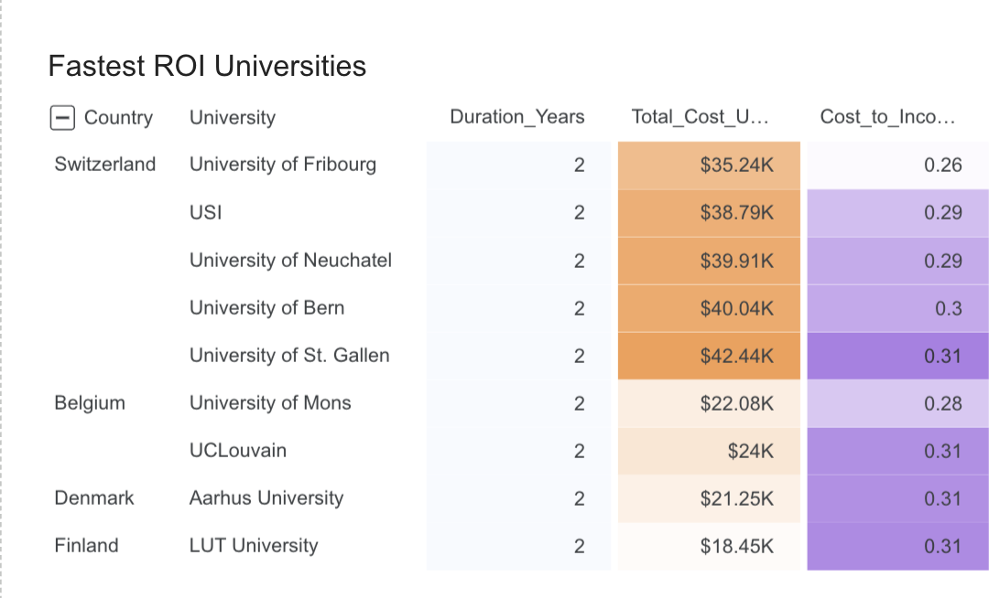 Fastest ROI Universities
Country University Duration_Years Total_Cost_U... Cost_to_Inco...
Switzerland University of Fribourg 2 $35.24K 0.26
USI 2 $38.79K 0.29
University of Neuchatel 2 $39.91K 0.29
University of Bern 2 $40.04K 0.3
University of St. Gallen 2 $42.44K 0.31
Belgium University of Mons 2 $22.08K 0.28
UCLouvain 2 $24K 0.31
Denmark Aarhus University 2 $21.25K 0.31
Finland LUT University 2 $18.45K 0.31